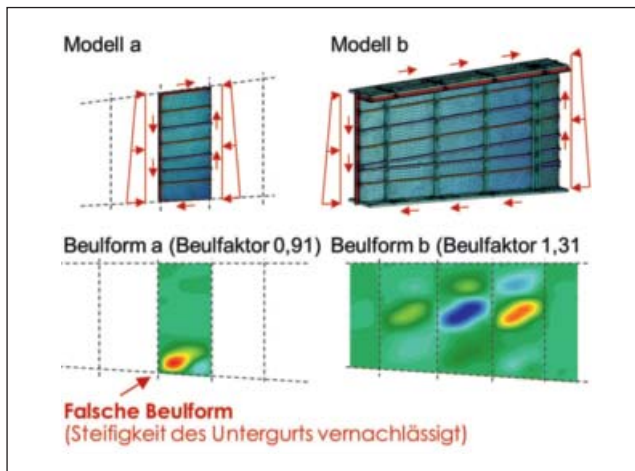 Modell a
Modell b
Beulform a (Beulfaktor 0,91)
Beulform b (Beulfaktor 1,31
Falsche Beulform
(Steifigkeit des Untergurts vernachlässigt)